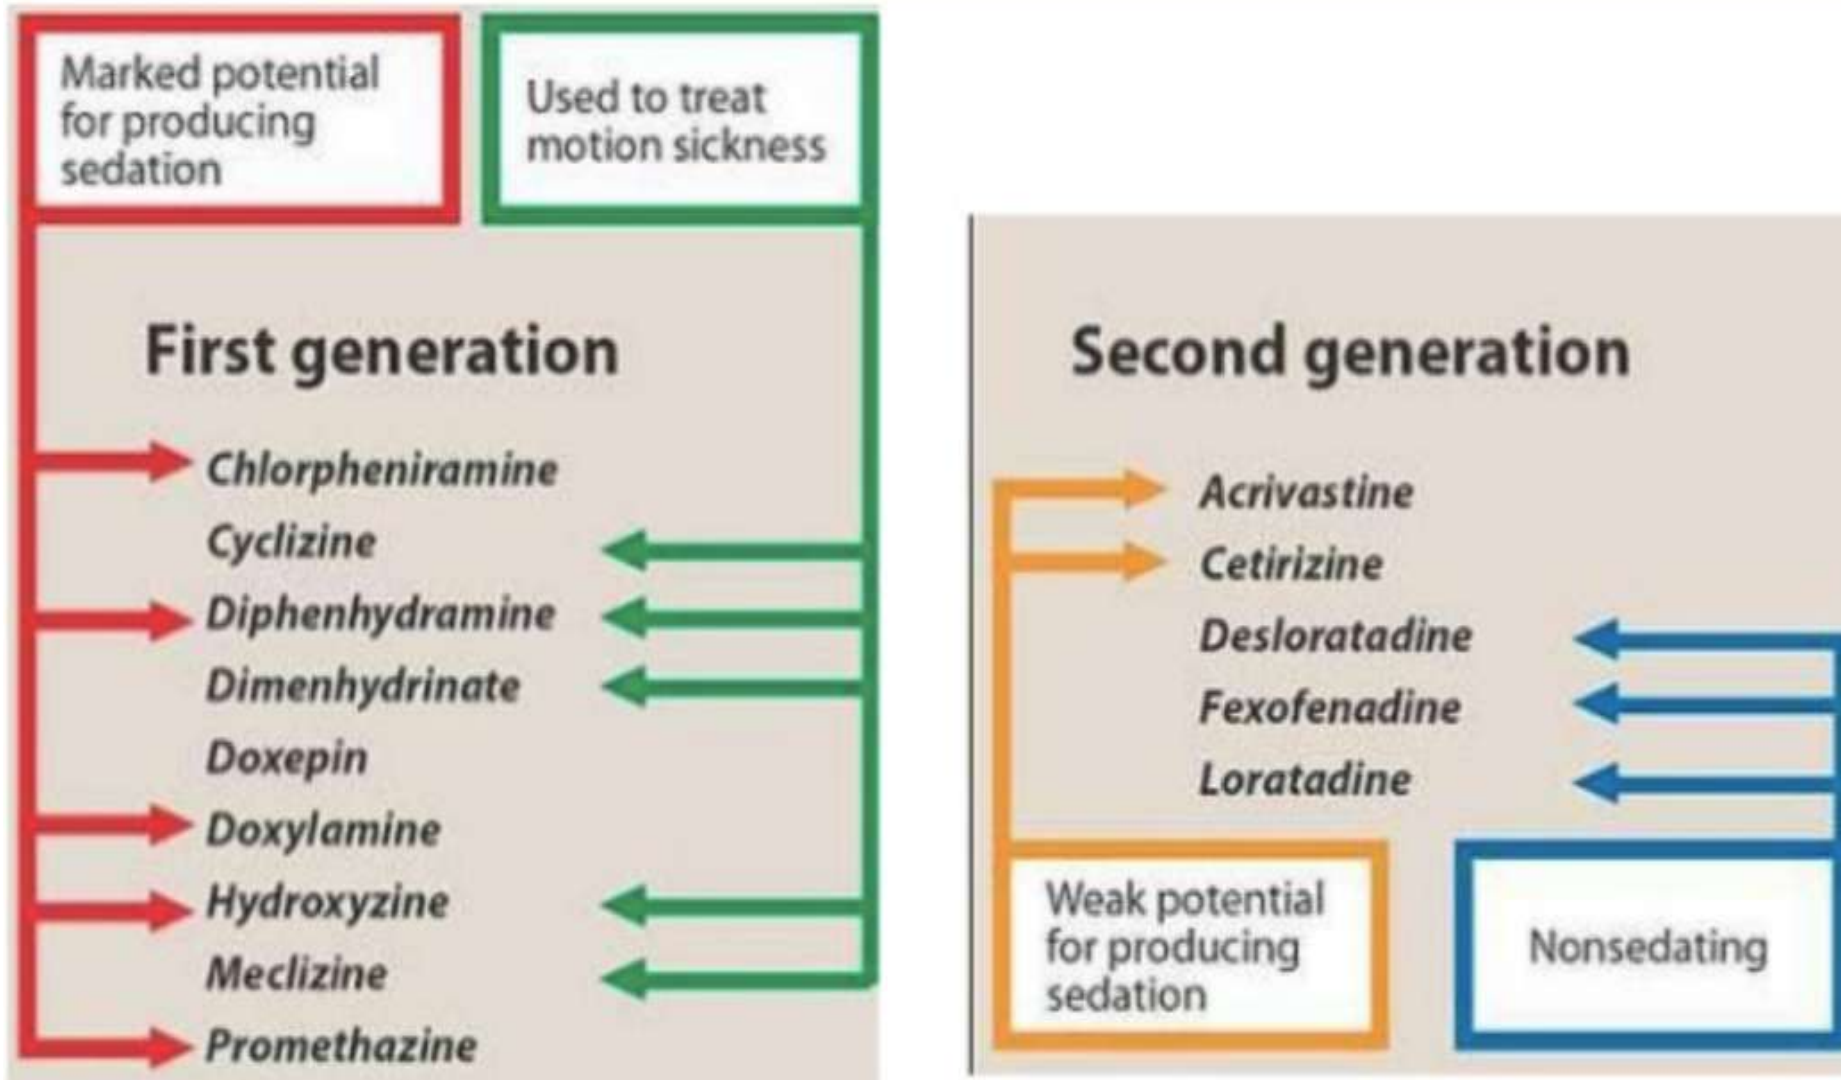 Marked potential
for producing
sedation
Used to treat
motion sickness
First generation
Chlorpheniramine
Cyclizine
Diphenhydramine
Dimenhydrinate
Doxepin
Doxylamine
Hydroxyzine
Meclizine
Promethazine
Second generation
Acrivastine
Cetirizine
Desloratadine
Fexofenadine
Loratadine
Weak potential
for producing
sedation
Nonsedating